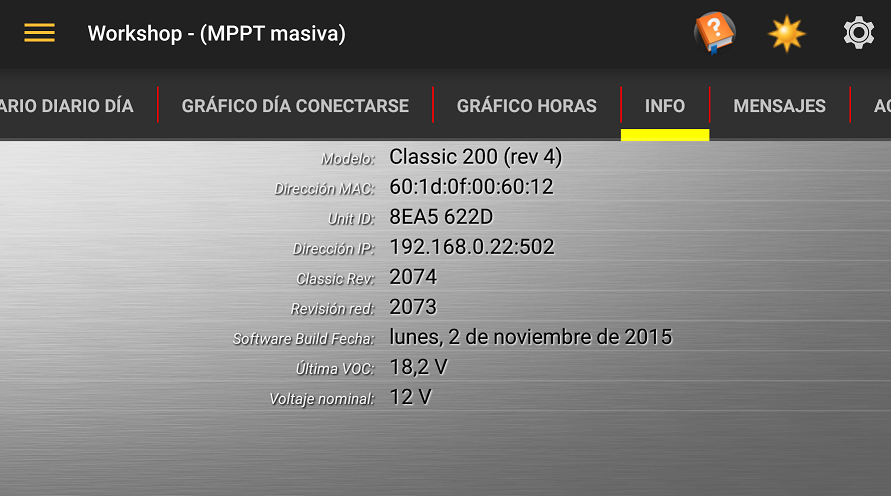 Workshop - (MPPT masiva)
ARIO DIARIO DÍA GRÁFICO DÍA CONECTARSE GRÁFICO HORAS INFO MENSAJES AC
Modelo: Classic 200 (rev 4)
Dirección MAC: 60:1d:0f:00:60:12
Unit ID: 8EA5 622D
Dirección IP: 192.168.0.22:502
Classic Rev: 2074
Revisión red: 2073
Software Build Fecha: lunes, 2 de noviembre de 2015
Última VOC: 18,2 V
Voltaje nominal: 12 V